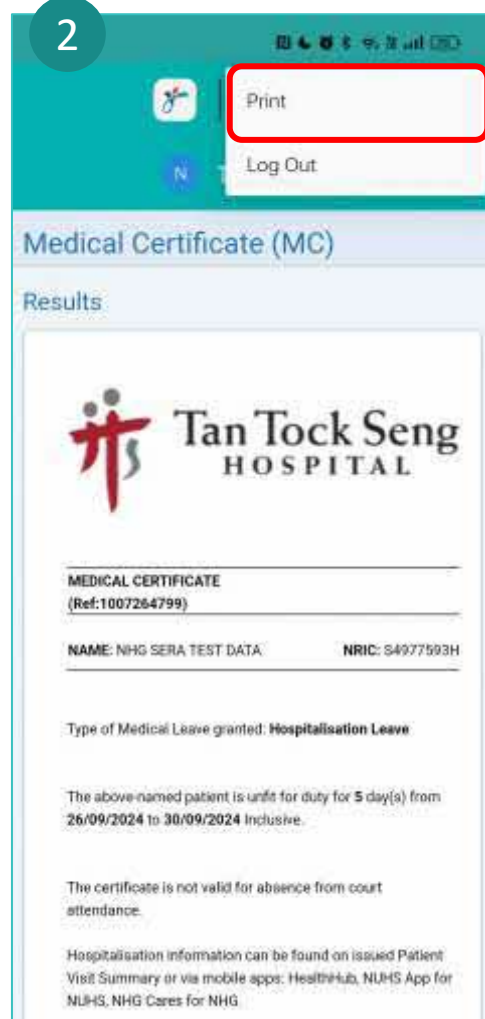 2
Print
N
Log Out
Medical Certificate (MC)
Results
Tan Tock Seng
HOSPITAL
MEDICAL CERTIFICATE
(Ref:1007264799)
NAME: NHG SERA TEST DATA NRIC: S4977593H
Type of Medical Leave granted: Hospitalisation Leave
The above-named patient is unfit for duty for 5 day(s) from
26/09/2024 to 30/09/2024 Inclusive.
The certificate is not valid for absence from court
attendance.
Hospitalisation information can be found on issued Patient
Visit Summary or via mobile apps: HealthHub, NUHS App for
NUHS, NHG Cares for NHG